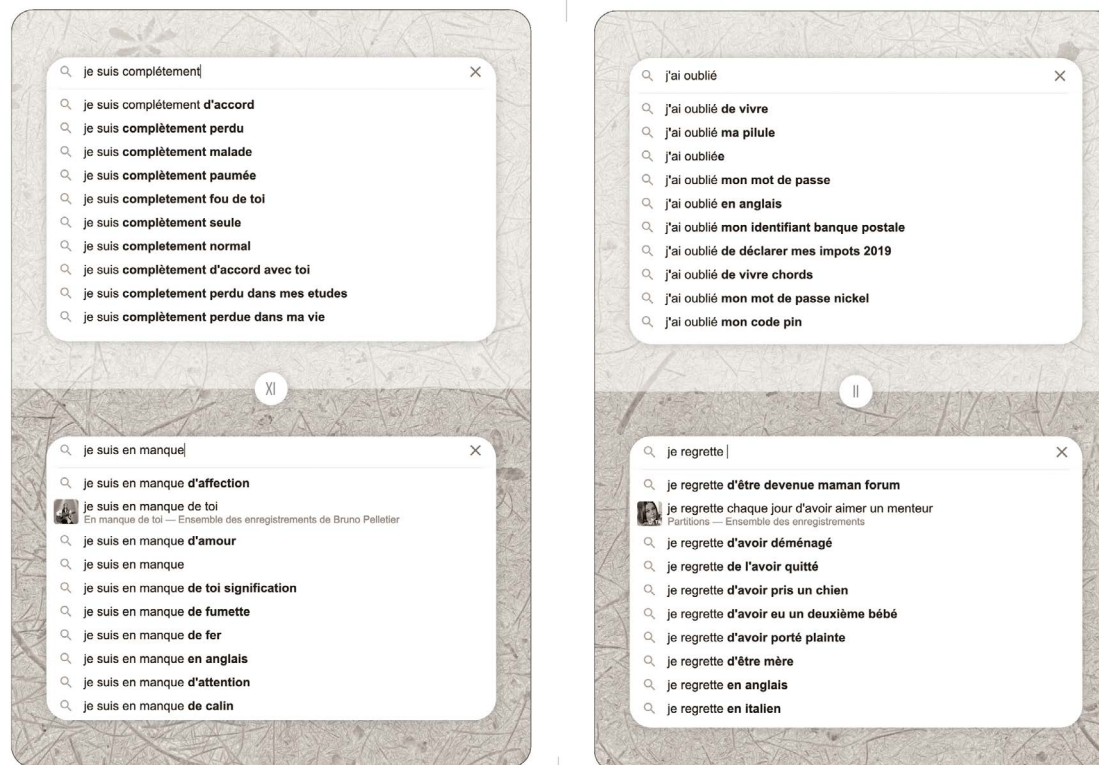 je suis complétement
je suis complétement d'accord
je suis complètement perdu
je suis complètement malade
je suis complètement paumée
je suis completement fou de toi
je suis complètement seule
je suis completement normal
je suis complètement d'accord avec toi
je suis completement perdu dans mes etudes
je suis complètement perdue dans ma vie
XI
je suis en manque
je suis en manque d'affection
je suis en manque de toi
En manque de toi — Ensemble des enregistrements de Bruno Pelletier
je suis en manque d'amour
je suis en manque
je suis en manque de toi signification
je suis en manque de fumette
je suis en manque de fer
je suis en manque en anglais
je suis en manque d'attention
je suis en manque de calin
j'ai oublié
j'ai oublié de vivre
j'ai oublié ma pilule
j'ai oubliée
j'ai oublié mon mot de passe
j'ai oublié en anglais
j'ai oublié mon identifiant banque postale
j'ai oublié de déclarer mes impots 2019
j'ai oublié de vivre chords
j'ai oublié mon mot de passe nickel
j'ai oublié mon code pin
II
je regrette
je regrette d'être devenue maman forum
je regrette chaque jour d'avoir aimer un menteur
Partitions — Ensemble des enregistrements
je regrette d'avoir déménagé
je regrette de l'avoir quitté
je regrette d'avoir pris un chien
je regrette d'avoir eu un deuxième bébé
je regrette d'avoir porté plainte
je regrette d'être mère
je regrette en anglais
je regrette en italien